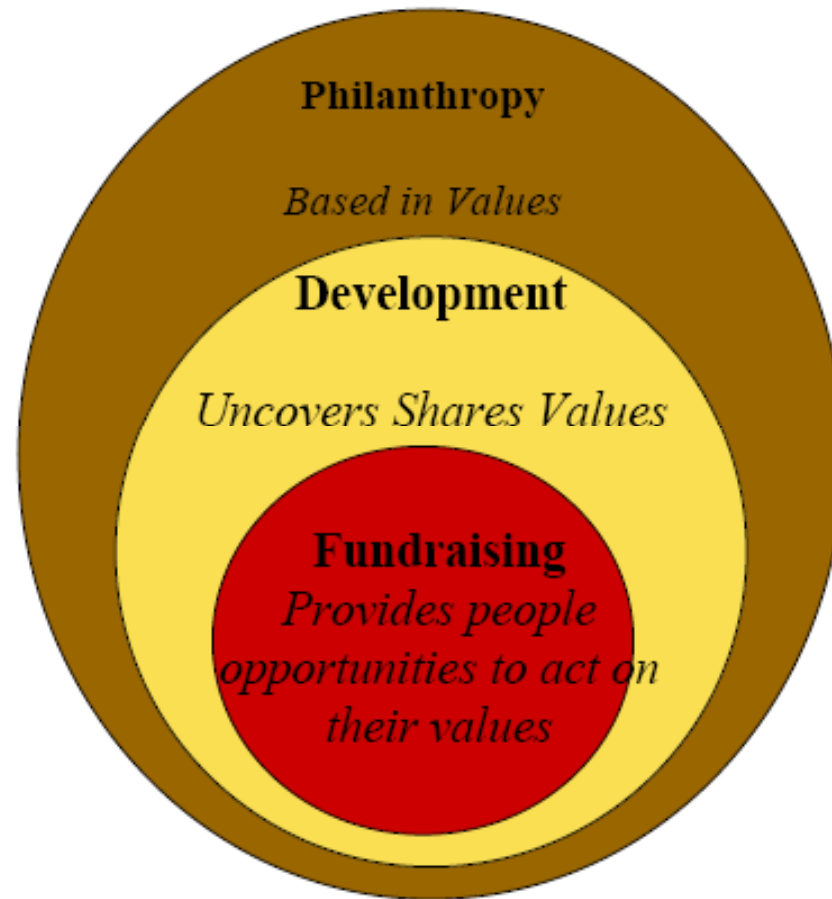 Philanthropy
Based in Values
Development
Uncovers Shares Values
Fundraising
Provides people
opportunities to act on
their values